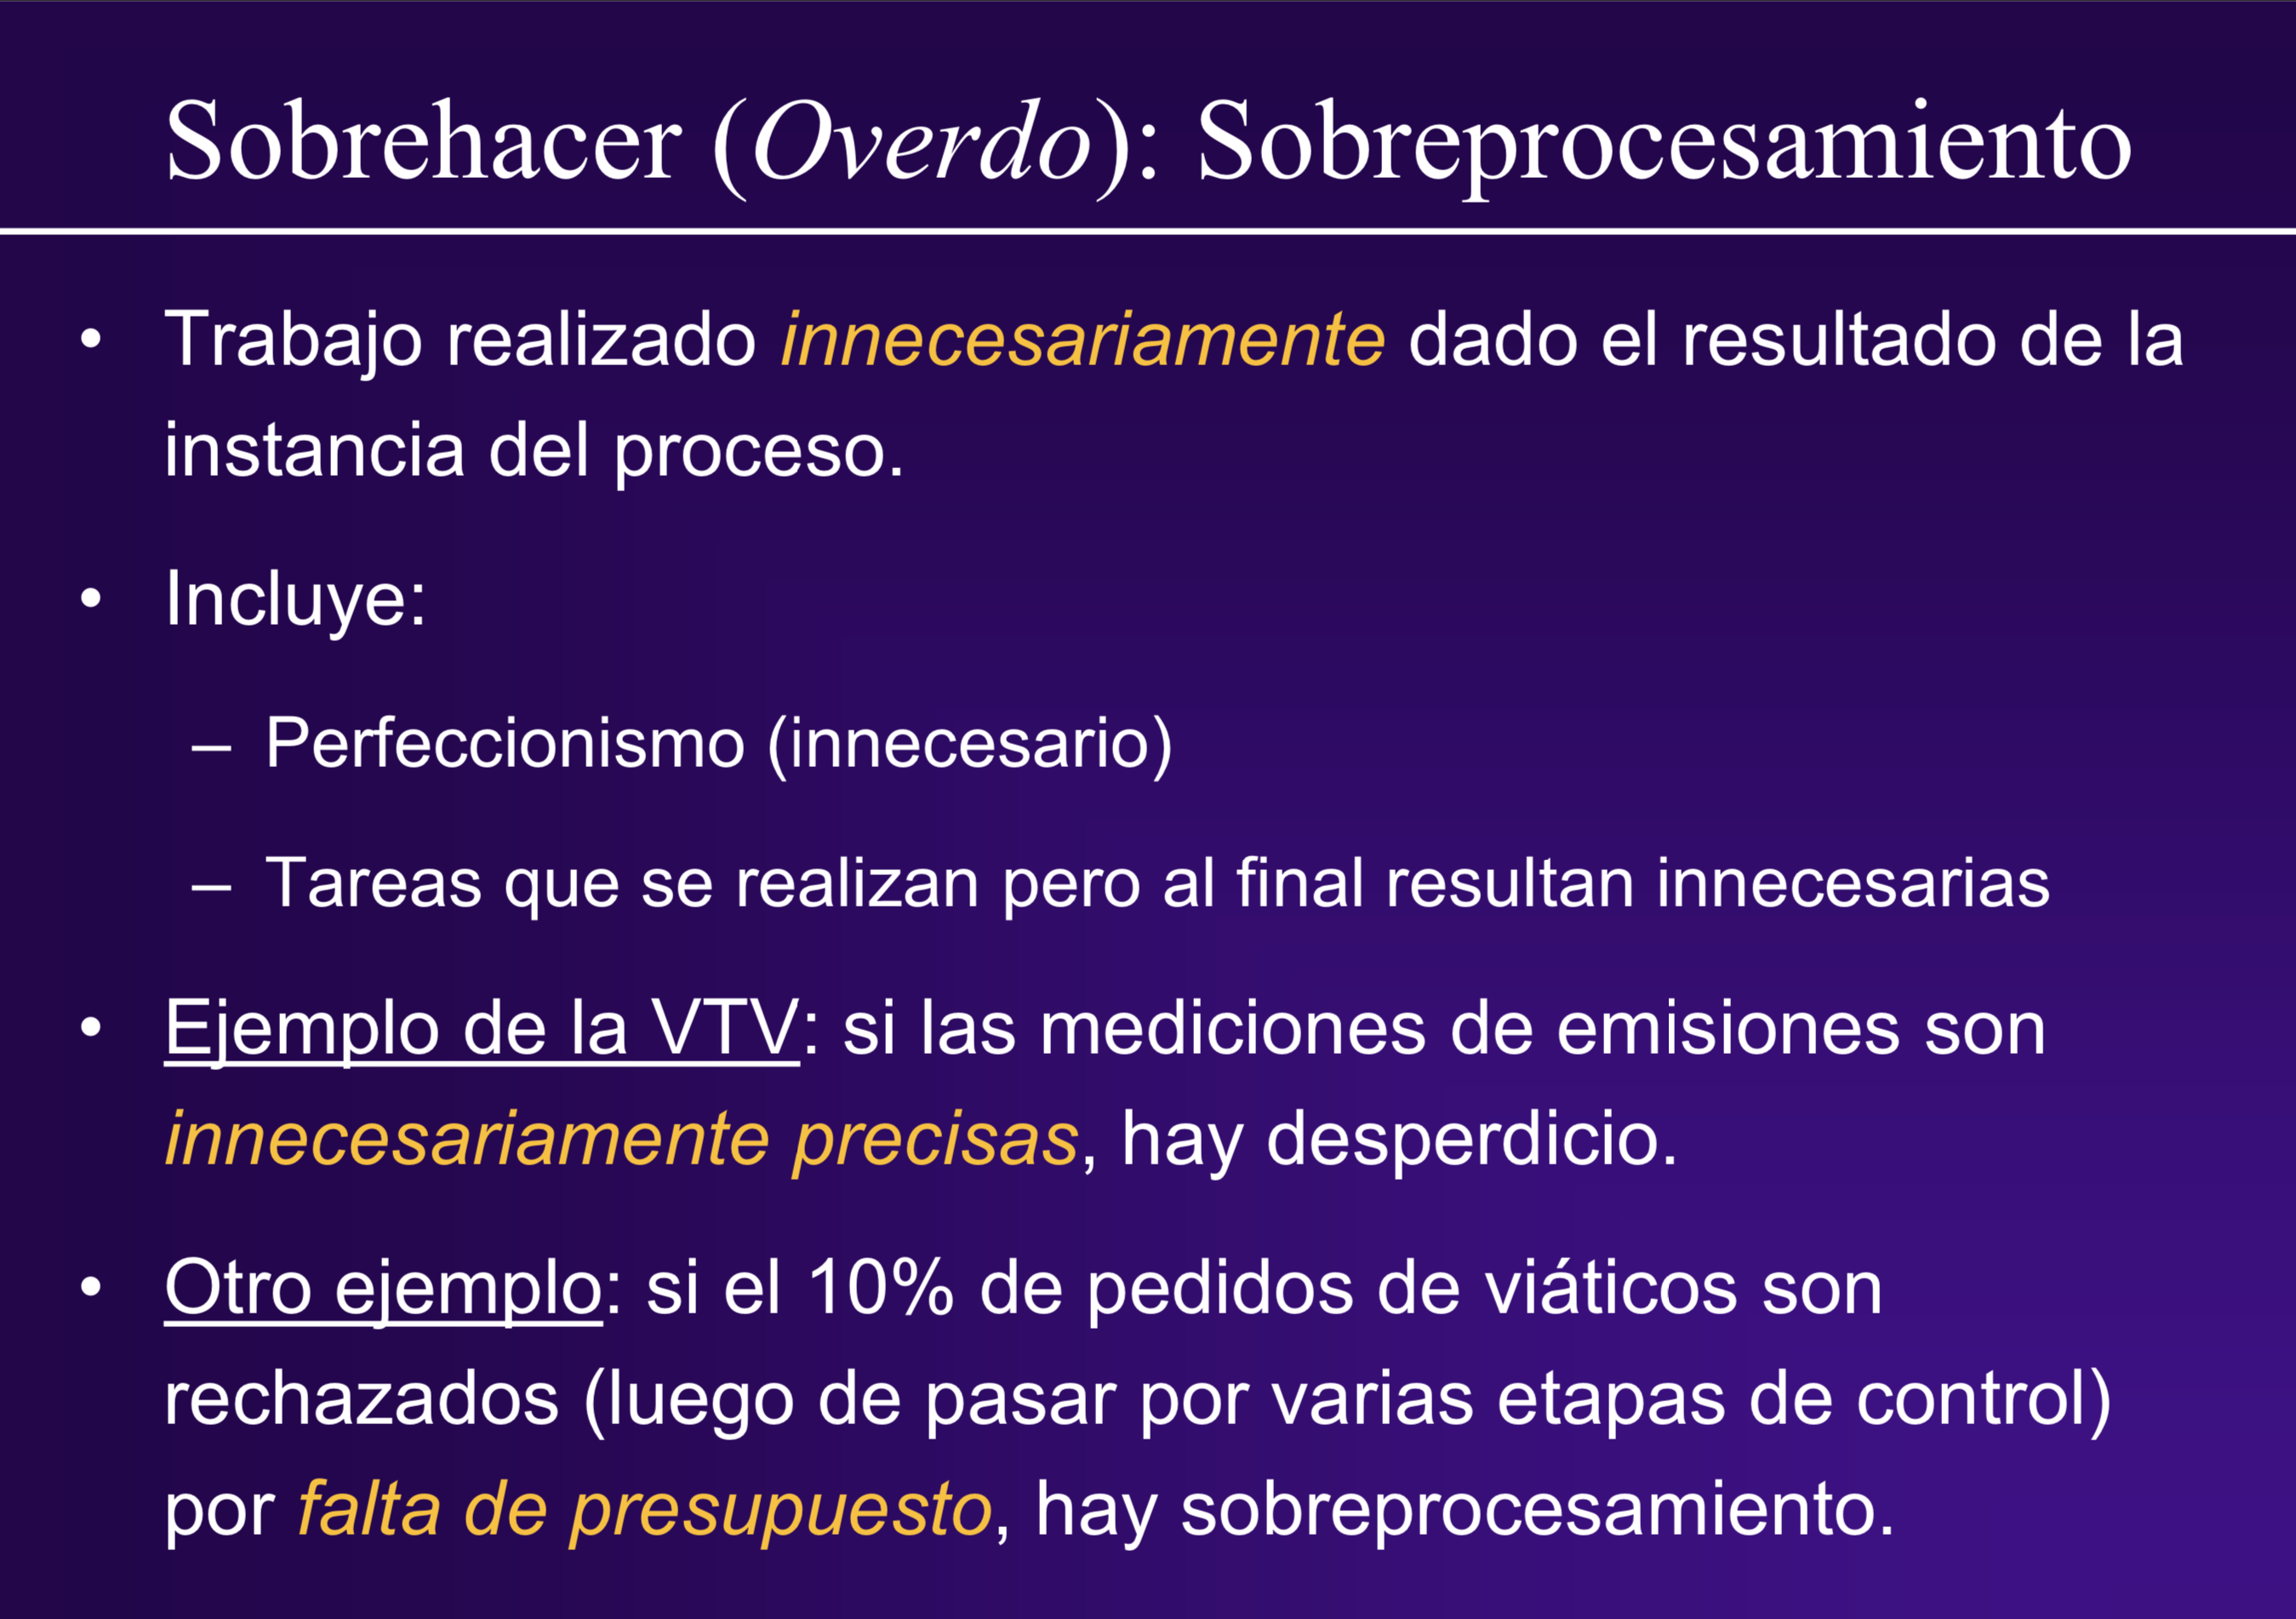 Sobrehacer (Overdo): Sobreprocesamiento
• Trabajo realizado innecesariamente dado el resultado de la
instancia del proceso.
• Incluye:
– Perfeccionismo (innecesario)
– Tareas que se realizan pero al final resultan innecesarias
• Ejemplo de la VTV: si las mediciones de emisiones son
innecesariamente precisas, hay desperdicio.
• Otro ejemplo: si el 10% de pedidos de viáticos son
rechazados (luego de pasar por varias etapas de control)
por falta de presupuesto, hay sobreprocesamiento.